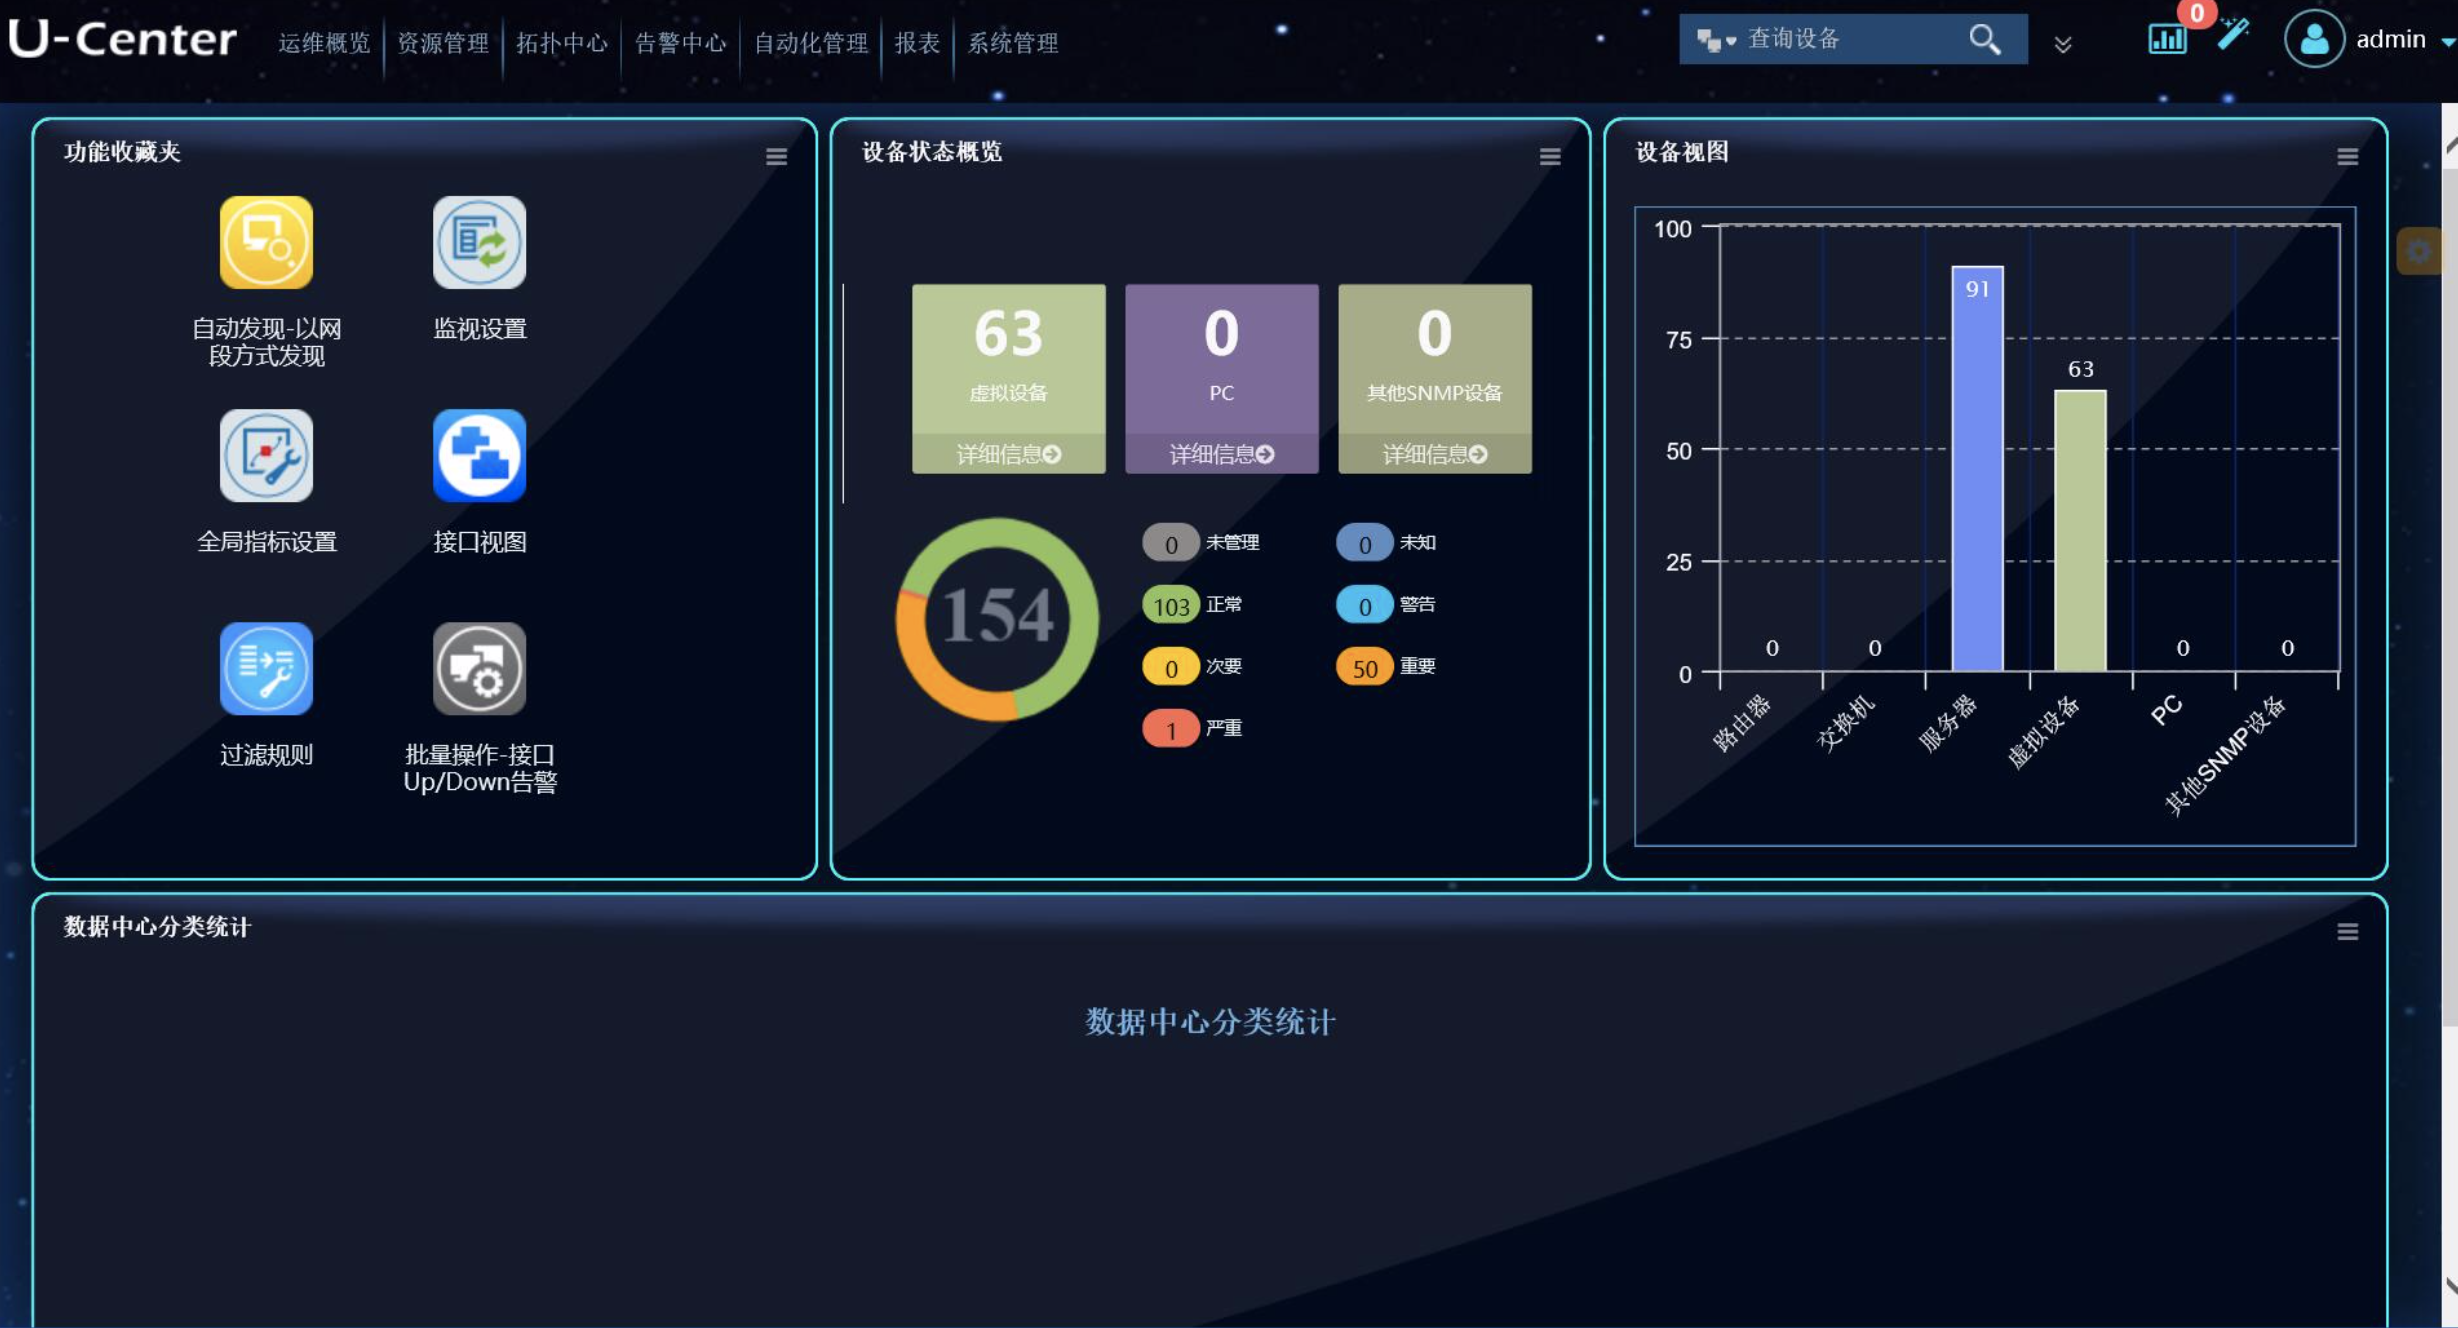 U-Center
运维概览 资源管理 拓扑中心 告警中心 自动化管理 报表 系统管理
查询设备
0
admin
功能收藏夹
自动发现-以网
段方式发现
监视设置
全局指标设置
接口视图
过滤规则
批量操作-接口
Up/Down告警
设备状态概览
63
虚拟设备
详细信息
0
PC
详细信息
0
其他SNMP设备
详细信息
154
0 未管理
0 未知
103 正常
0 警告
0 次要
50 重要
1 严重
设备视图
100
75
50
25
0
0
0
91
63
0
0
路由器
交换机
服务器
虚拟设备
PC
其他SNMP设备
数据中心分类统计
数据中心分类统计